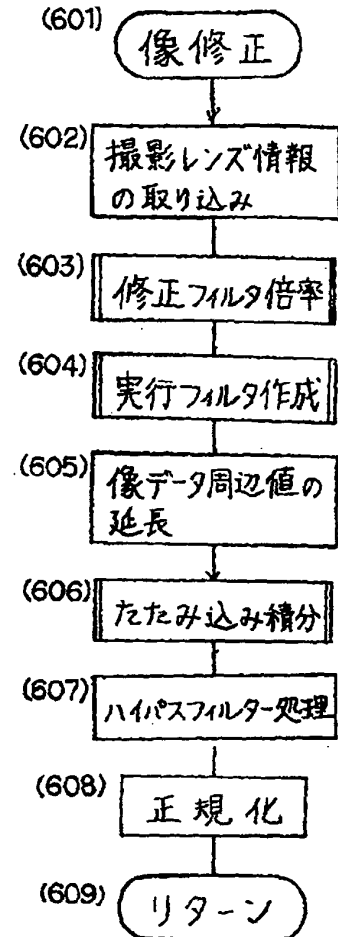 (601)
像修正
(602)
撮影レンズ情報
の取り込み
(603)
修正フィルタ倍率
(604)
実行フィルタ作成
(605)
像データ周辺値の
延長
(606)
たたみ込み積分
(607)
ハイパスフィルター処理
(608)
正規化
(609)
リターン